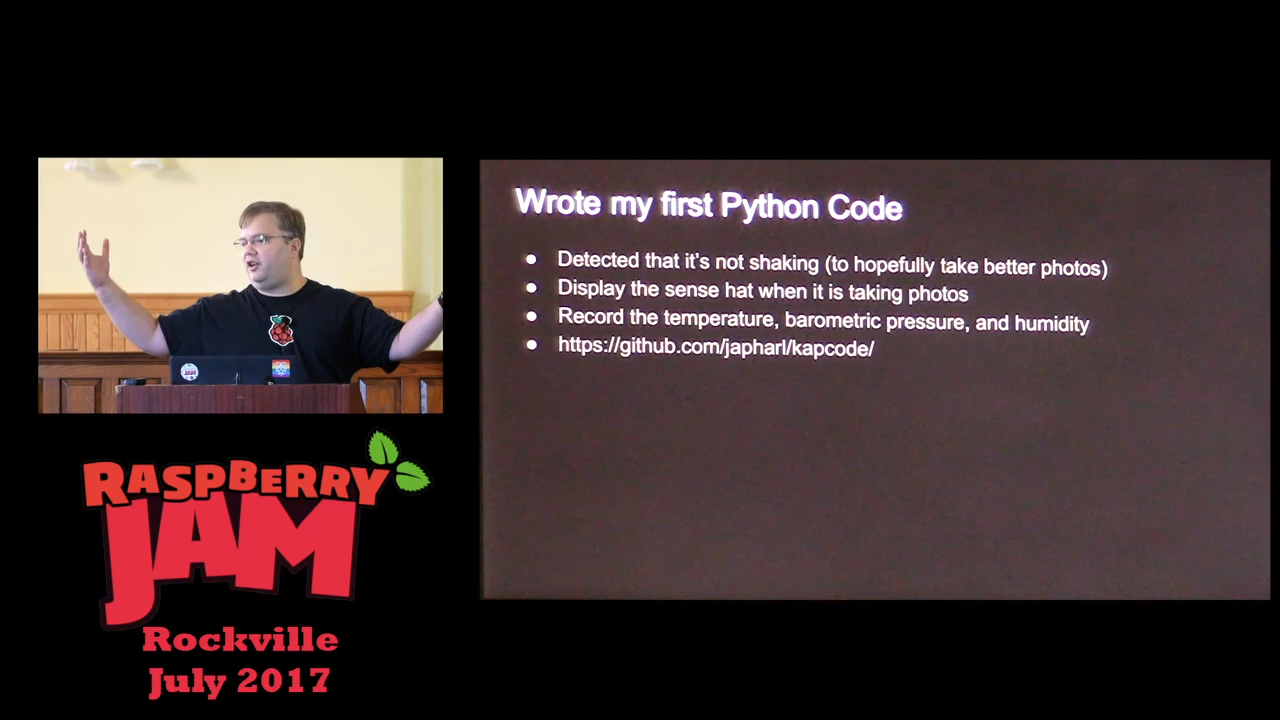 Wrote my first Python Code
Detected that it's not shaking (to hopefully take better photos)
Display the sense hat when it is taking photos
Record the temperature, barometric pressure, and humidity
https://github.com/japharl/kapcode/
RASPBERRY
JAM
Rockville
July 2017